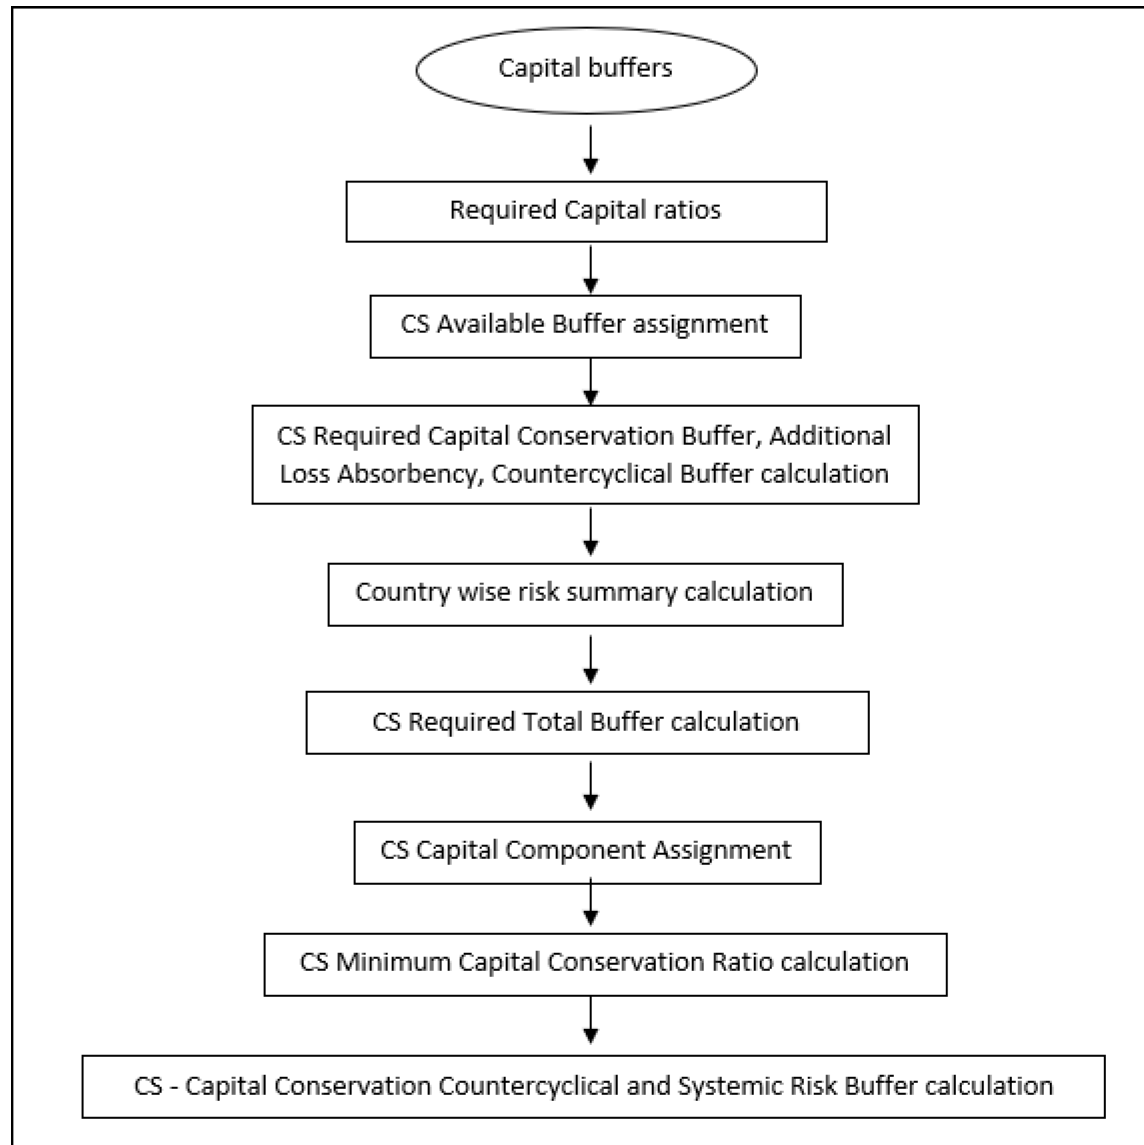 Capital buffers
Required Capital ratios
CS Available Buffer assignment
CS Required Capital Conservation Buffer, Additional
Loss Absorbency, Countercyclical Buffer calculation
Country wise risk summary calculation
CS Required Total Buffer calculation
CS Capital Component Assignment
CS Minimum Capital Conservation Ratio calculation
CS - Capital Conservation Countercyclical and Systemic Risk Buffer calculation